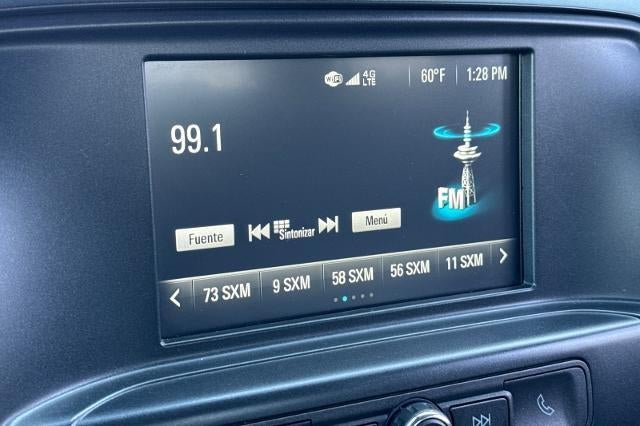 WiFi 4G LTE 60°F 1:28 PM
99.1
FM
Fuente Sintonizar Menú
73 SXM 9 SXM 58 SXM 56 SXM 11 SXM